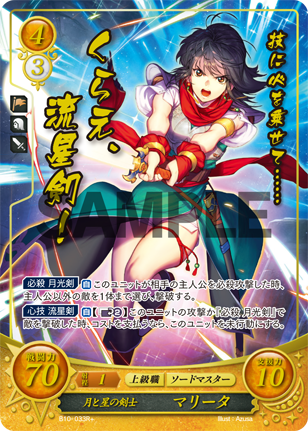 4
3
技に心を乗せて……
くらえ、
流星剣！
SAMPLE
必殺 月光剣 自 このユニットが相手の主人公を必殺攻撃した時、
主人公以外の敵を1体まで選び、撃破する。
心技 流星剣 自 このユニットの攻撃か『必殺 月光剣』で
敵を撃破した時、コストを支払うなら、このユニットを未行動にする。
戦闘力
70
射程 1
上級職
ソードマスター
支援力
10
月と星の剣士
マリータ
B10-033R+
Illust：Azusa